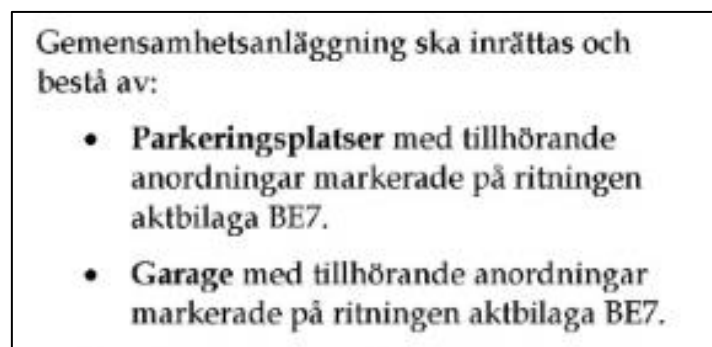 Gemensamhetsanläggning ska inrättas och
bestå av:
• Parkeringsplatser med tillhörande
anordningar markerade på ritningen
aktbilaga BE7.
• Garage med tillhörande anordningar
markerade på ritningen aktbilaga BE7.